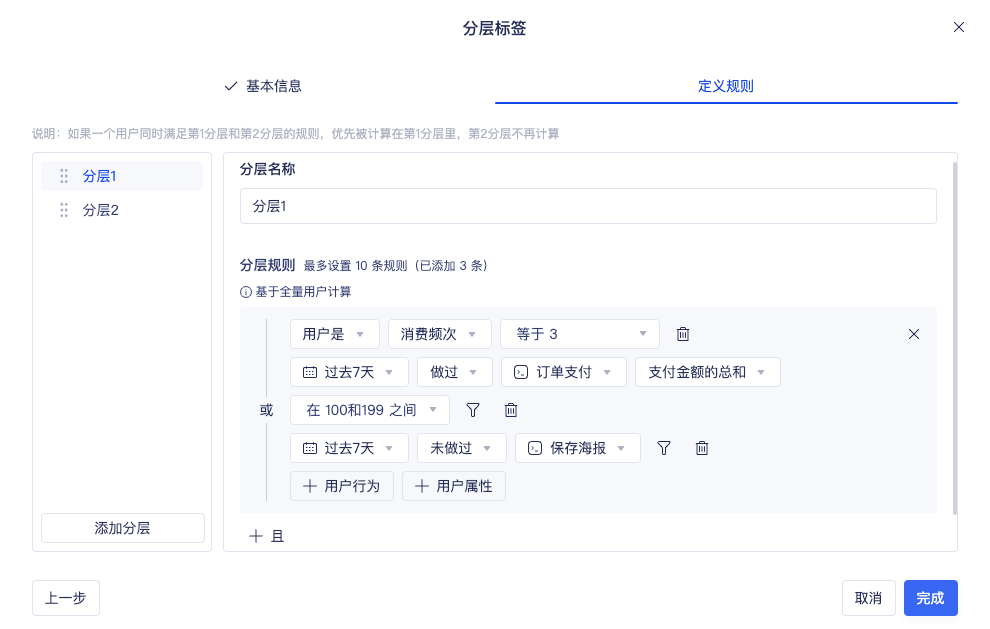 分层标签
基本信息
定义规则
说明：如果一个用户同时满足第1分层和第2分层的规则，优先被计算在第1分层里，第2分层不再计算
分层1
分层2
添加分层
分层名称
分层1
分层规则 最多设置 10 条规则（已添加 3 条）
基于全量用户计算
用户是 消费频次 等于 3
过去7天 做过 订单支付 支付金额的总和
或 在 100和199 之间
过去7天 未做过 保存海报
用户行为 用户属性
且
上一步 取消 完成